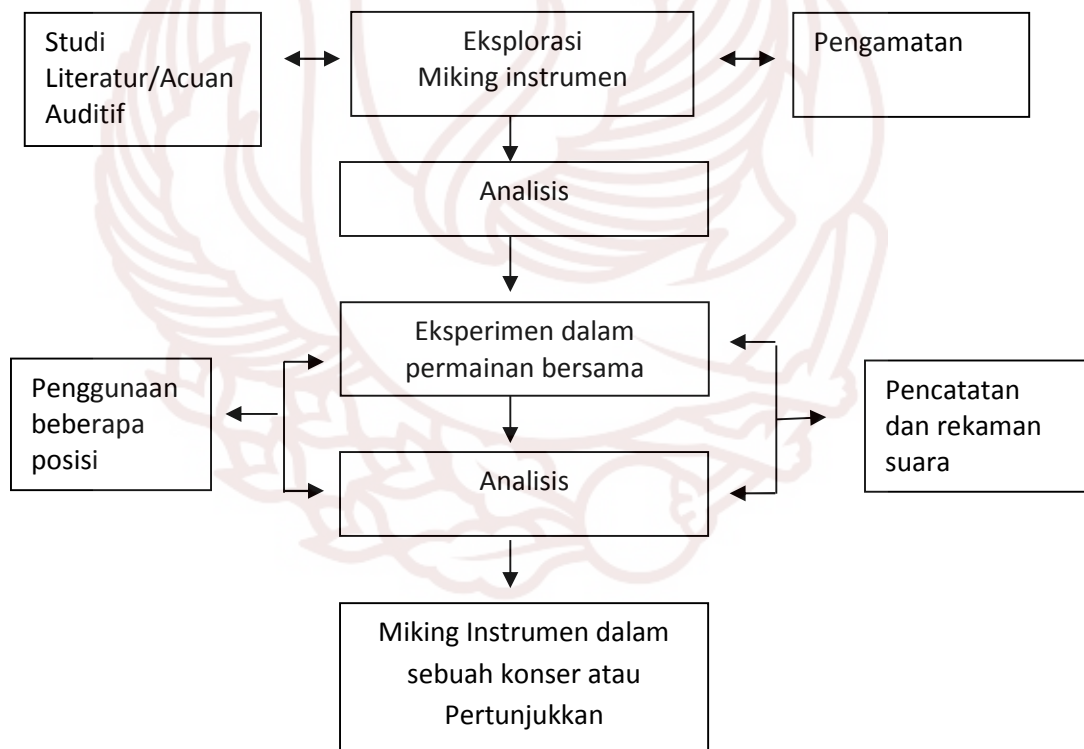 Studi
Literatur/Acuan
Auditif
Eksplorasi
Miking instrumen
Pengamatan
Analisis
Eksperimen dalam
permainan bersama
Penggunaan
beberapa
posisi
Pencatatan
dan rekaman
suara
Analisis
Miking Instrumen dalam
sebuah konser atau
Pertunjukkan